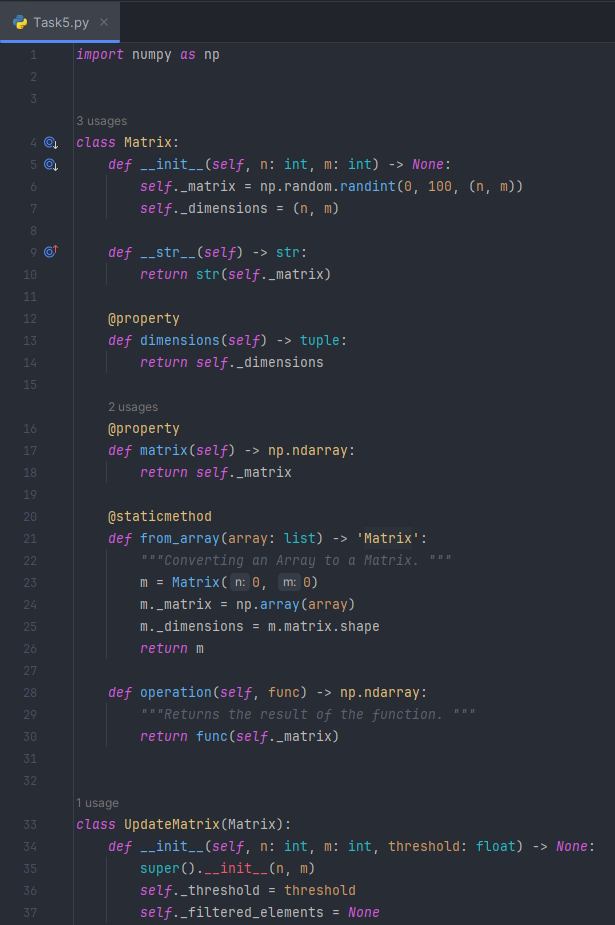 Task5.py ×
1 import numpy as np
2
3
3 usages
4 class Matrix:
5     def __init__(self, n: int, m: int) -> None:
6         self._matrix = np.random.randint(0, 100, (n, m))
7         self._dimensions = (n, m)
8
9     def __str__(self) -> str:
10         return str(self._matrix)
11
12     @property
13     def dimensions(self) -> tuple:
14         return self._dimensions
15
2 usages
16     @property
17     def matrix(self) -> np.ndarray:
18         return self._matrix
19
20     @staticmethod
21     def from_array(array: list) -> 'Matrix':
22         """Converting an Array to a Matrix. """
23         m = Matrix( n: 0, m: 0)
24         m._matrix = np.array(array)
25         m._dimensions = m.matrix.shape
26         return m
27
28     def operation(self, func) -> np.ndarray:
29         """Returns the result of the function. """
30         return func(self._matrix)
31
32
1 usage
33 class UpdateMatrix(Matrix):
34     def __init__(self, n: int, m: int, threshold: float) -> None:
35         super().__init__(n, m)
36         self._threshold = threshold
37         self._filtered_elements = None